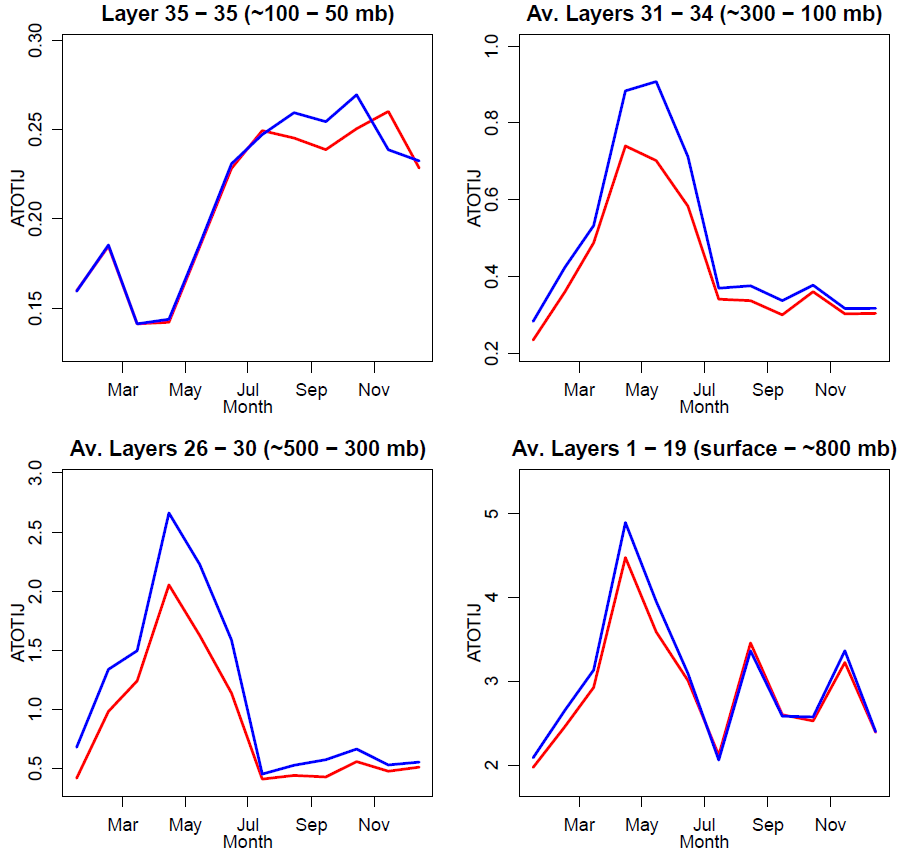 Layer 35 − 35 (~100 − 50 mb)
ATOTIJ
0.30
0.25
0.20
0.15
Mar May Jul Sep Nov
Month
Av. Layers 31 − 34 (~300 − 100 mb)
ATOTIJ
1.0
0.8
0.6
0.4
0.2
Mar May Jul Sep Nov
Month
Av. Layers 26 − 30 (~500 − 300 mb)
ATOTIJ
3.0
2.5
2.0
1.5
1.0
0.5
Mar May Jul Sep Nov
Month
Av. Layers 1 − 19 (surface − ~800 mb)
ATOTIJ
5
4
3
2
Mar May Jul Sep Nov
Month